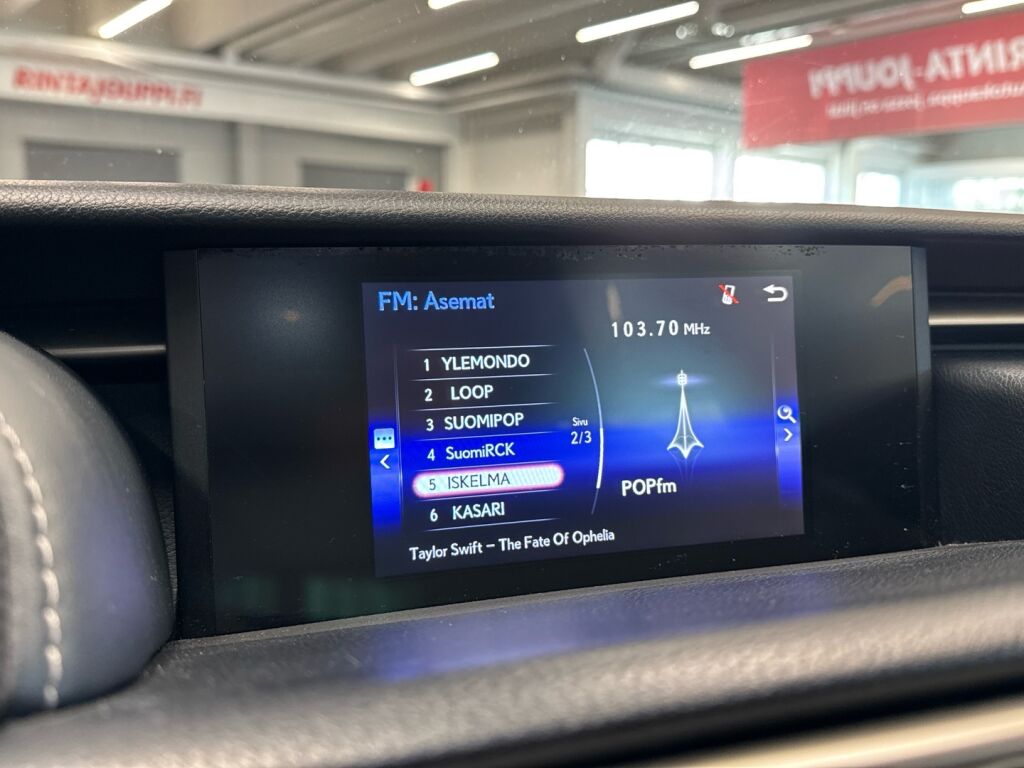 RINTAJOUPPI.FI
RINTA-JOUPPI
FM: Asemat
103.70 MHz
1 YLEMONDO
2 LOOP
3 SUOMIPOP
4 SuomiRCK
5 ISKELMA
6 KASARI
Sivu
2/3
POPfm
Taylor Swift – The Fate Of Ophelia